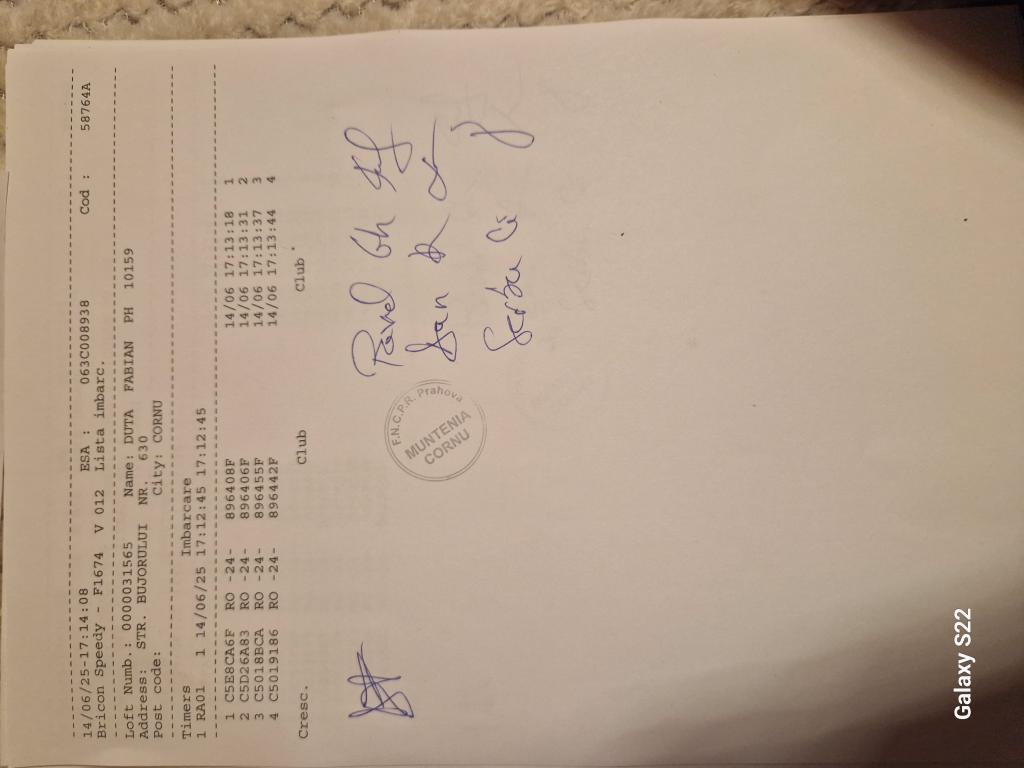 14/06/25-17:14:08 ESA : 063C008938 Cod : 58764A
Bricon Speedy - F1674 V 012 Lista imbarc.
Loft Numb.: 0000031565 Name: DUTA FABIAN PH 10159
Address: STR. BUJORULUI NR. 630
Post code: City: CORNU
Timers Imbarcare
1 RA01 1 14/06/25 17:12:45 17:12:45
1 C5E8CA6F RO -24- 896408F 14/06 17:13:18 1
2 C5D26A83 RO -24- 896406F 14/06 17:13:31 2
3 C5018BCA RO -24- 896455F 14/06 17:13:37 3
4 C5019186 RO -24- 896442F 14/06 17:13:44 4
Cresc. Club Club
Pavel Gh
Dan
F.N.C.P.R. Prahova
MUNTENIA
CORNU
Galaxy S22